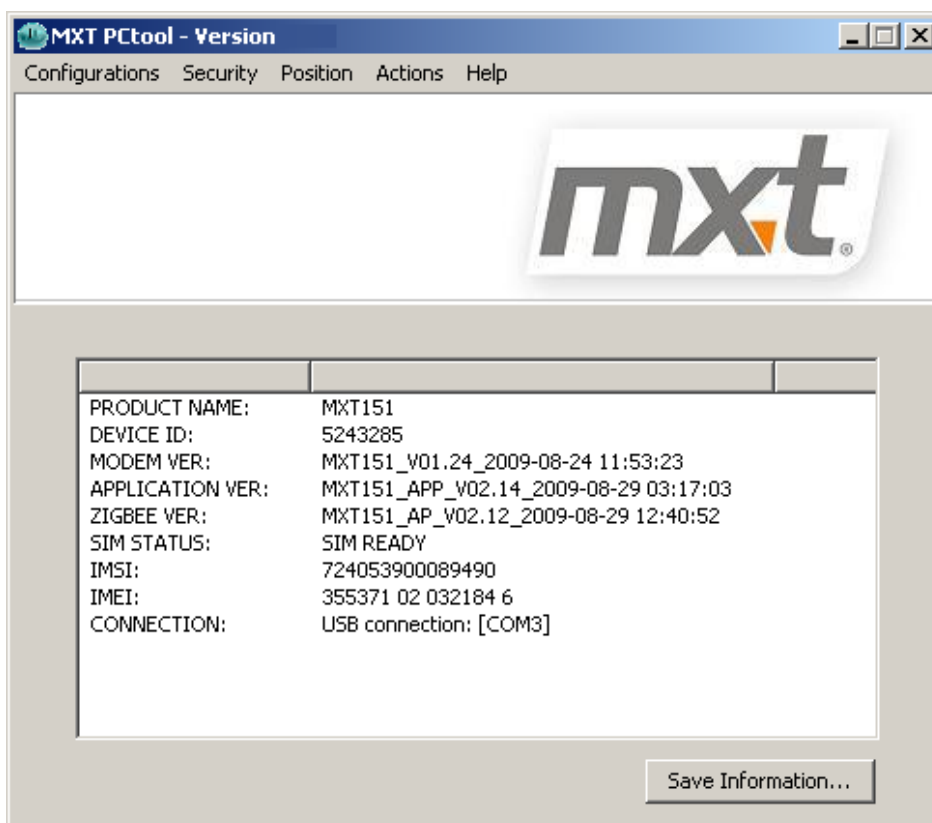 MXT PCtool - Version
Configurations Security Position Actions Help
mxt®
PRODUCT NAME: MXT151
DEVICE ID: 5243285
MODEM VER: MXT151_V01.24_2009-08-24 11:53:23
APPLICATION VER: MXT151_APP_V02.14_2009-08-29 03:17:03
ZIGBEE VER: MXT151_AP_V02.12_2009-08-29 12:40:52
SIM STATUS: SIM READY
IMSI: 724053900089490
IMEI: 355371 02 032184 6
CONNECTION: USB connection: [COM3]
Save Information...